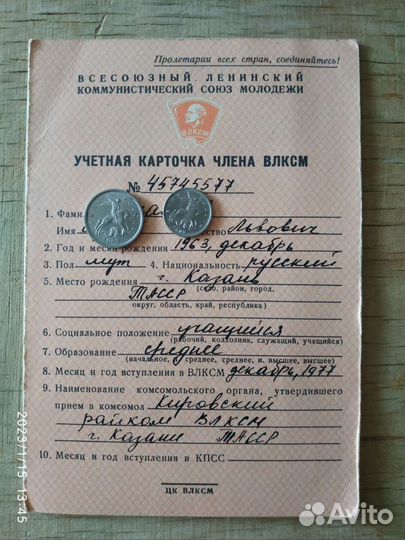 Пролетарии всех стран, соединяйтесь!
ВСЕСОЮЗНЫЙ ЛЕНИНСКИЙ
КОММУНИСТИЧЕСКИЙ СОЮЗ МОЛОДЕЖИ
ВЛКСМ
УЧЕТНАЯ КАРТОЧКА ЧЛЕНА ВЛКСМ
№ 45745577
1. Фами
Имя ество Львович
2. Год и месяц рождения 1963, декабрь
3. Пол муж 4. Национальность русский
5. Место рождения г. Казань
(село, район, город,
ТАССР
округ, область, край, республика)
6. Социальное положение учащийся
(рабочий, колхозник, служащий, учащийся)
7. Образование среднее
(начальное, среднее, н. высшее, высшее)
8. Месяц и год вступления в ВЛКСМ декабрь, 1977
9. Наименование комсомольского органа, утвердившего
прием в комсомол Кировский
райком ВЛКСМ
г. Казани ТАССР
10. Месяц и год вступления в КПСС
ЦК ВЛКСМ
2023/1/15 13:45
Avito